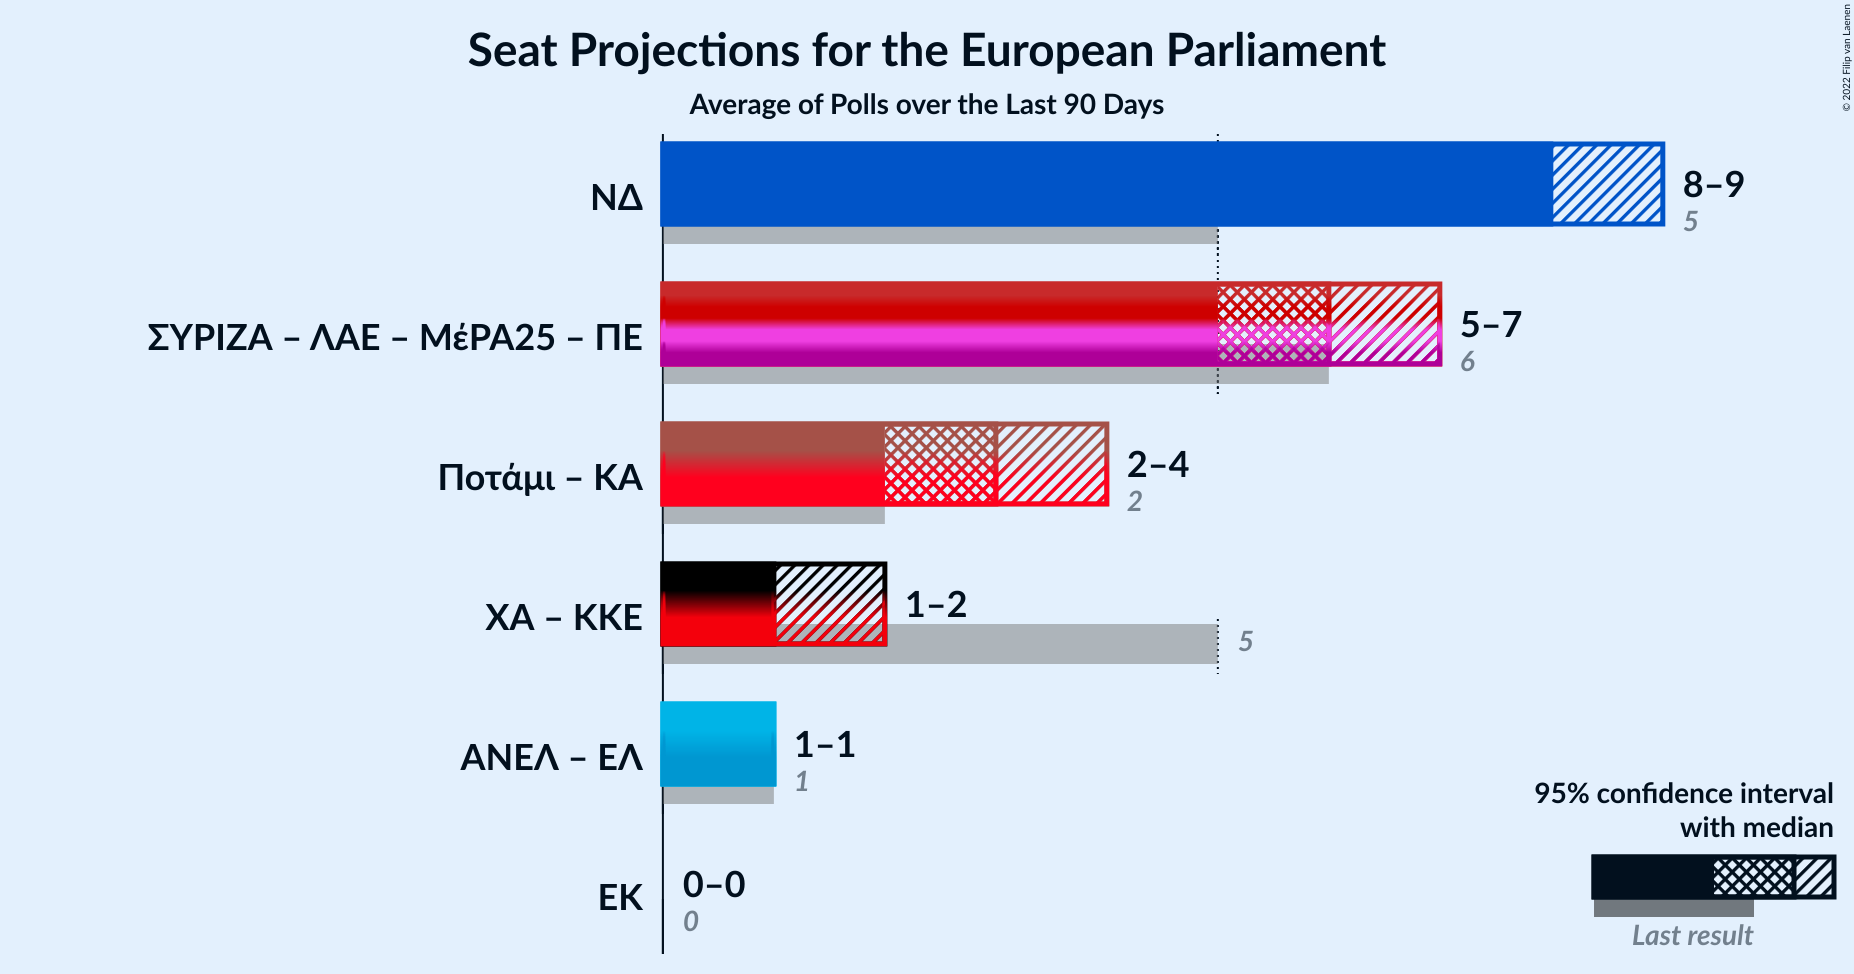 Seat Projections for the European Parliament
Average of Polls over the Last 90 Days
© 2022 Filip van Laenen
ΝΔ
8–9
5
ΣΥΡΙΖΑ – ΛΑΕ – ΜέΡΑ25 – ΠΕ
5–7
6
Ποτάμι – ΚΑ
2–4
2
ΧΑ – ΚΚΕ
1–2
5
ΑΝΕΛ – ΕΛ
1–1
1
ΕΚ
0–0
0
95% confidence interval
with median
Last result